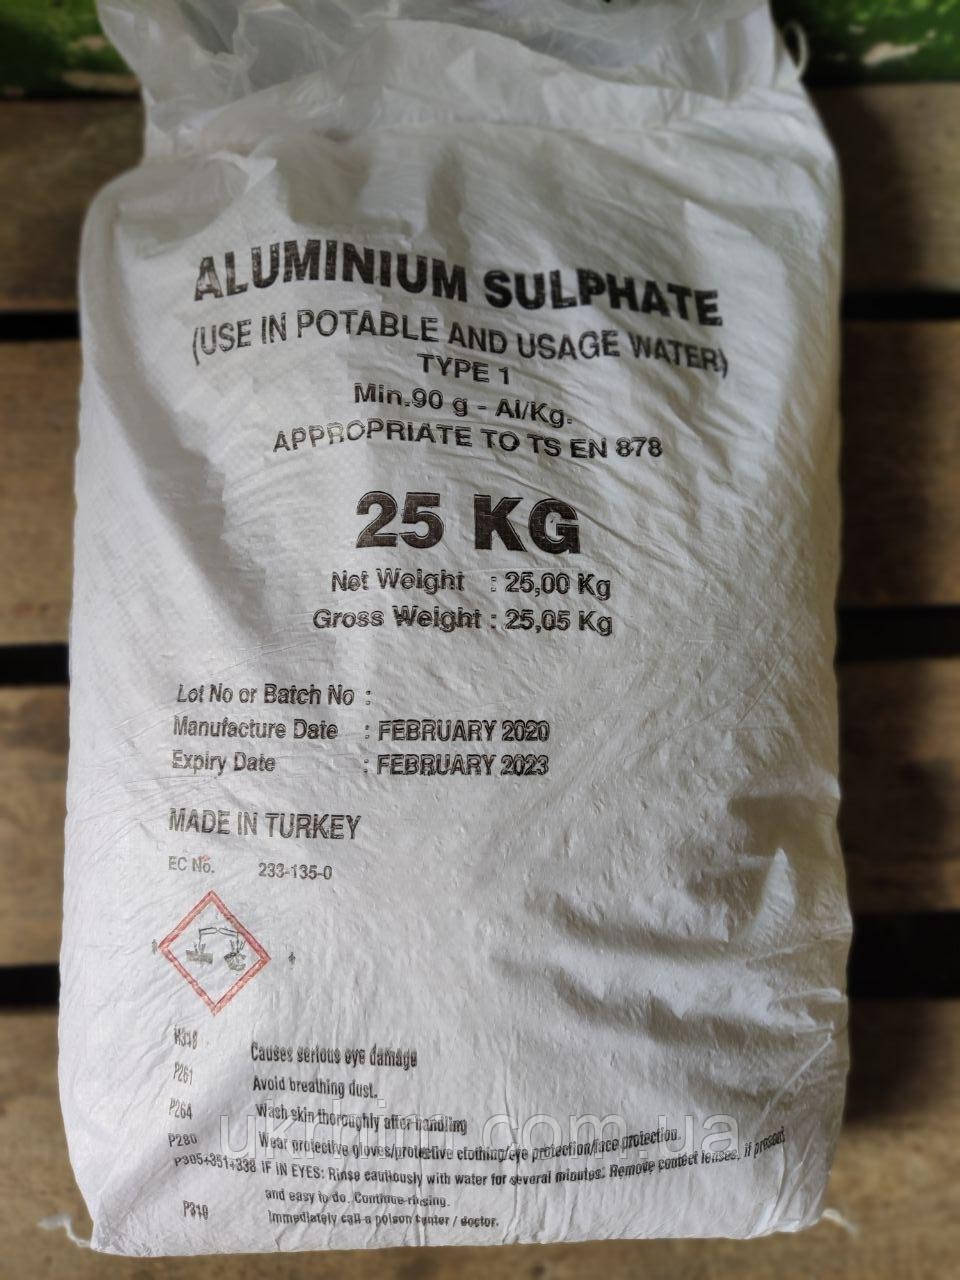 ALUMINIUM SULPHATE
(USE IN POTABLE AND USAGE WATER)
TYPE 1
Min.90 g - Al/Kg.
APPROPRIATE TO TS EN 878
25 KG
Net Weight : 25,00 Kg
Gross Weight : 25,05 Kg
Lot No or Batch No :
Manufacture Date : FEBRUARY 2020
Expiry Date : FEBRUARY 2023
MADE IN TURKEY
EC No. 233-135-0
H318 Causes serious eye damage
P261 Avoid breathing dust.
P264 Wash skin thoroughly after handling
P280 Wear protective gloves/protective clothing/eye protection/face protection.
P305+351+338 IF IN EYES: Rinse cautiously with water for several minutes. Remove contect lenses, if present
and easy to do. Continue rinsing.
P310 Immediately call a poison center / doctor.
ukrhim.com.ua